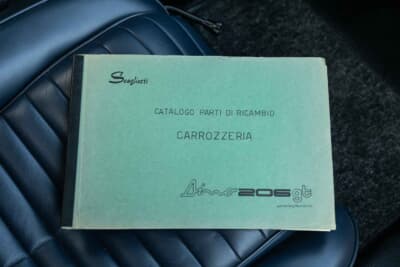 Scaglietti
CATALOGO PARTI DI RICAMBIO
CARROZZERIA
Dino 206 gt